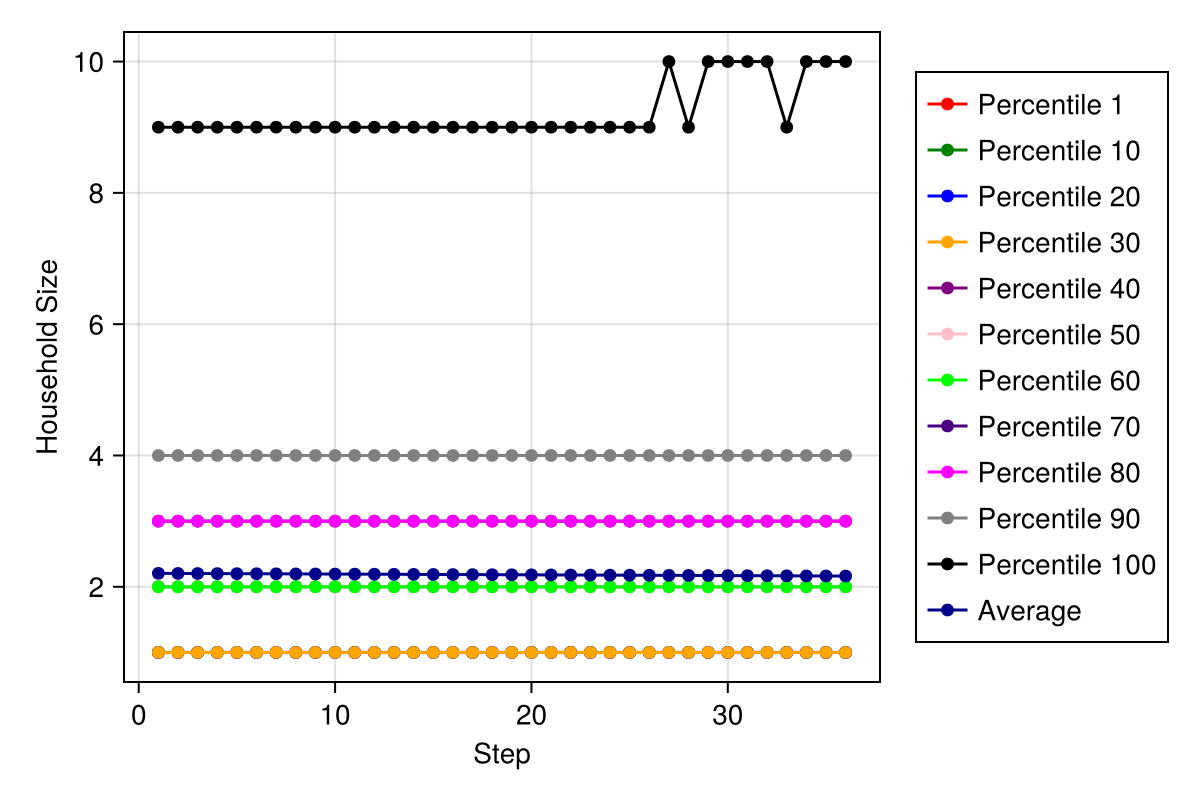 10
8
6
4
2
Household Size
0 10 20 30
Step
Percentile 1
Percentile 10
Percentile 20
Percentile 30
Percentile 40
Percentile 50
Percentile 60
Percentile 70
Percentile 80
Percentile 90
Percentile 100
Average